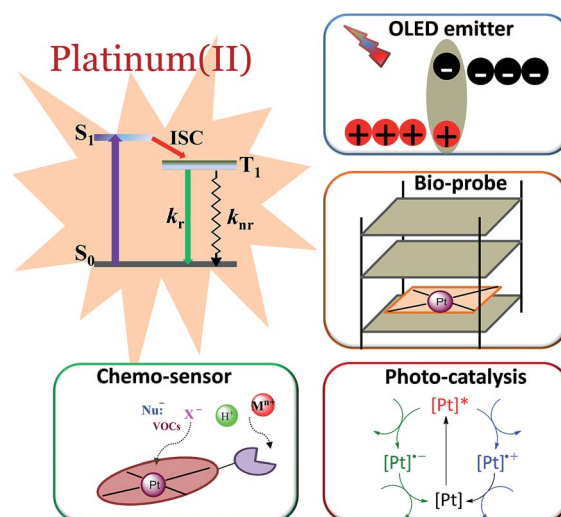 Platinum(II)
S1
ISC
T1
kr
knr
S0
OLED emitter
-
- - -
+ + +
+
Bio-probe
Pt
Chemo-sensor
Nu:⁻
X⁻
H⁺
Mⁿ⁺
VOCs
Pt
Photo-catalysis
[Pt]*
[Pt]•⁻
[Pt]•⁺
[Pt]